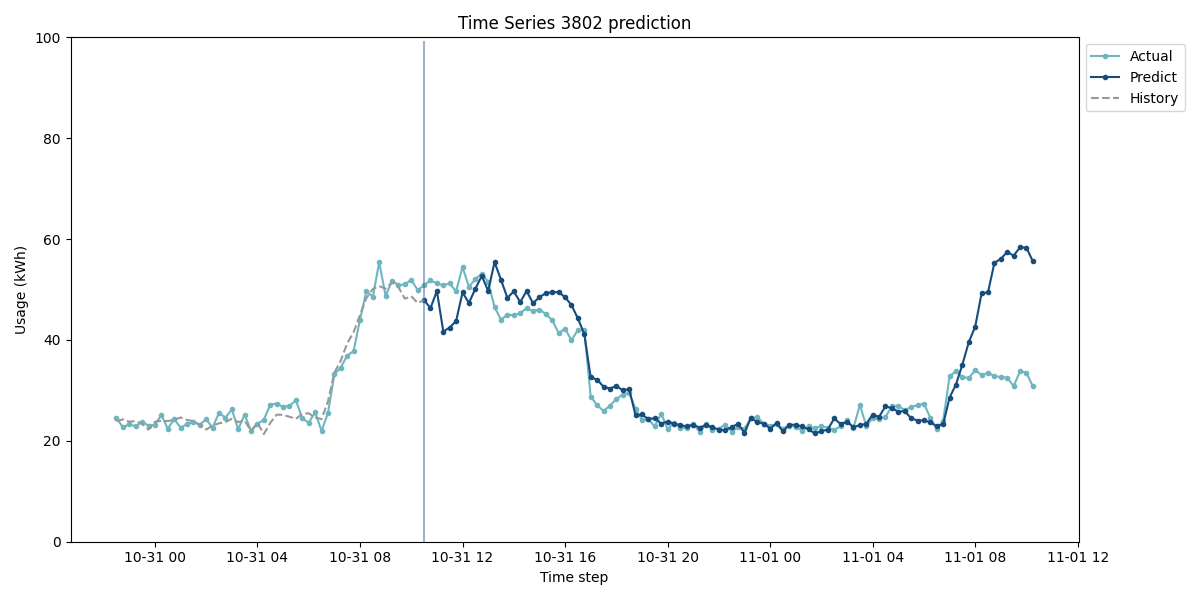 Time Series 3802 prediction
100
80
60
40
20
0
Usage (kWh)
10-31 00
10-31 04
10-31 08
10-31 12
10-31 16
10-31 20
11-01 00
11-01 04
11-01 08
11-01 12
Time step
Actual
Predict
History